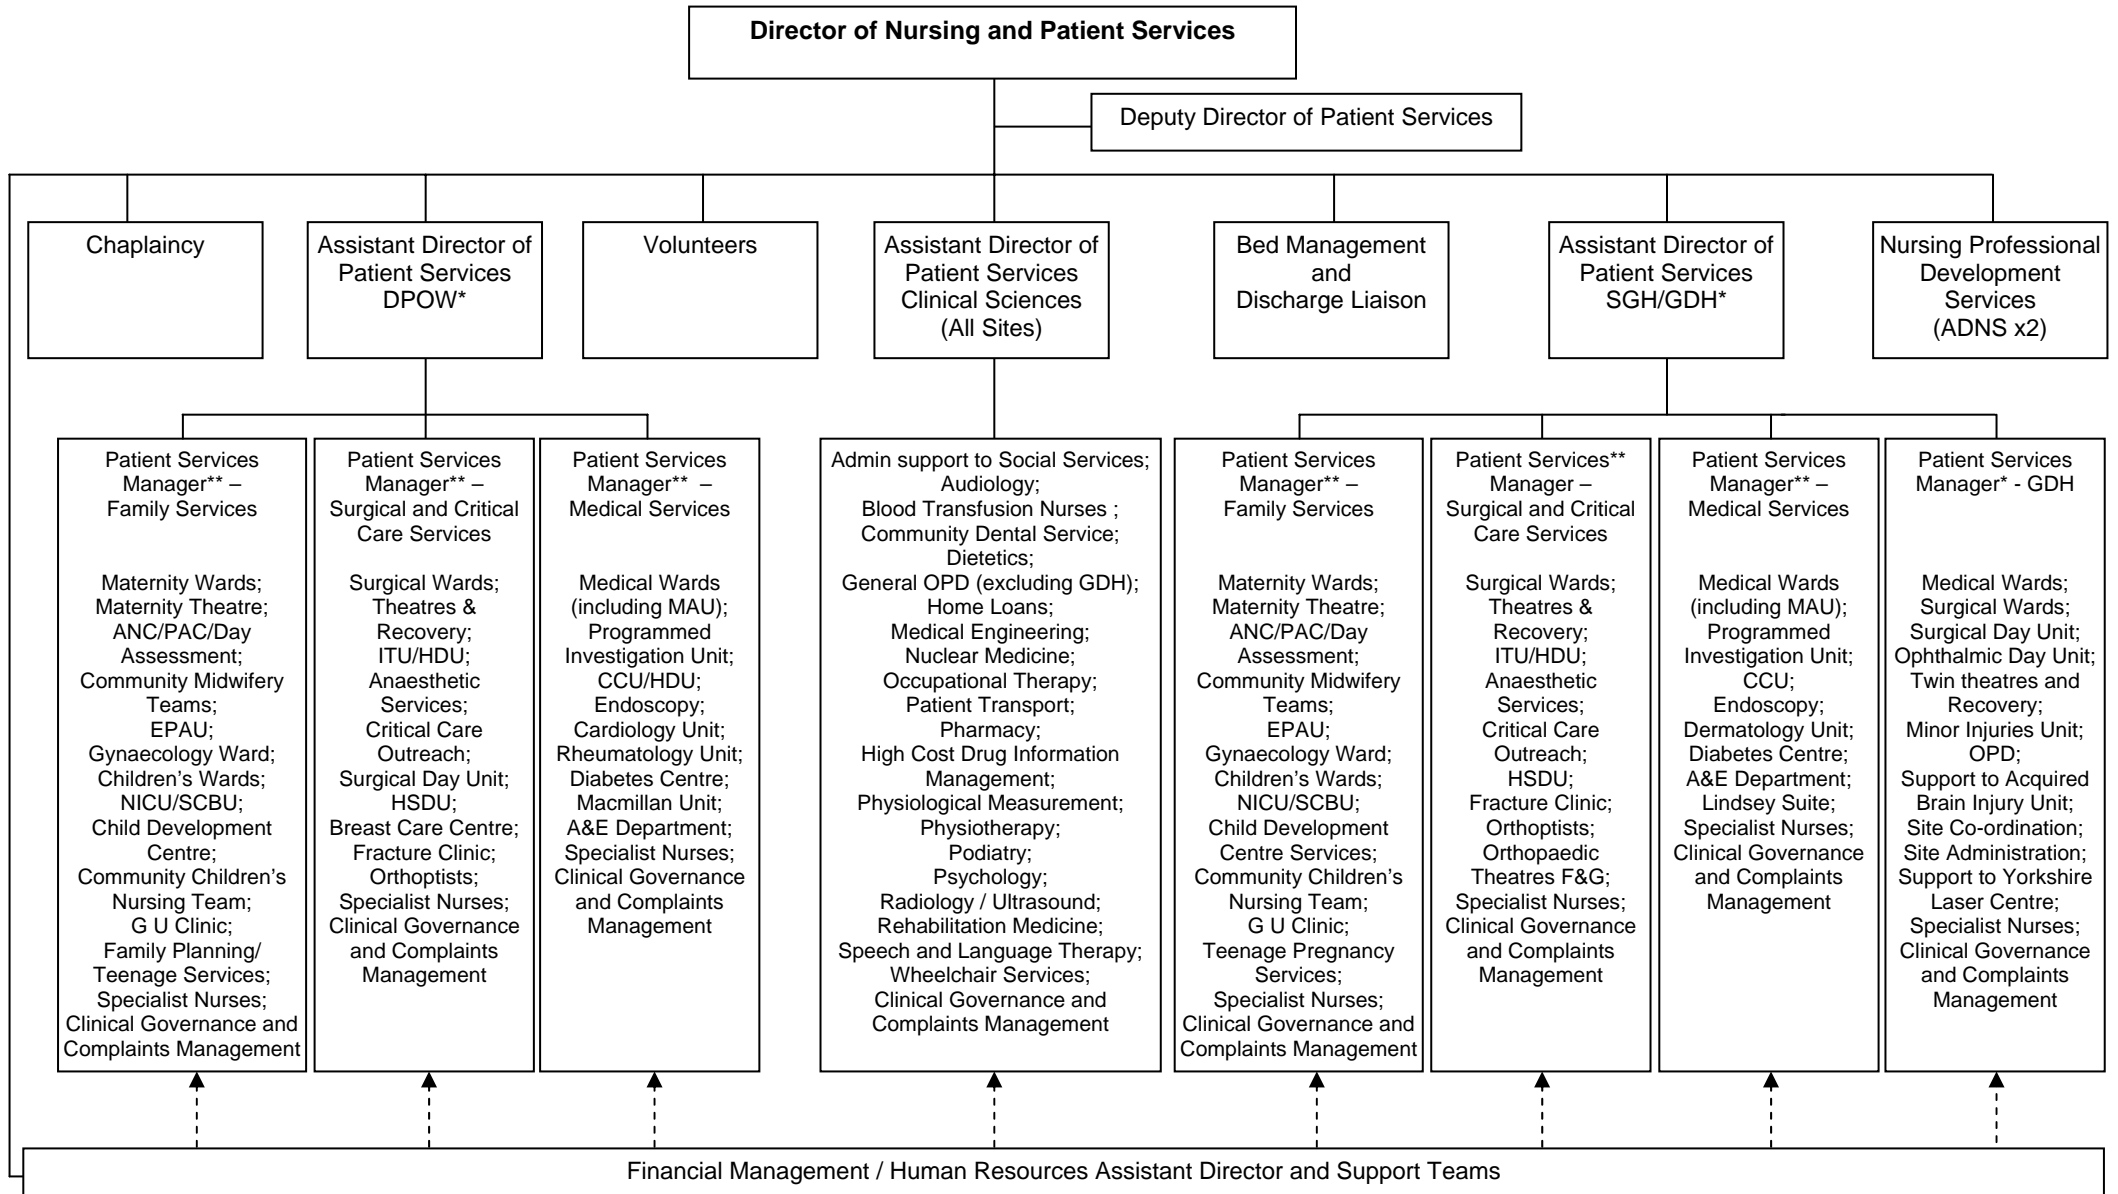 Director of Nursing and Patient Services
Deputy Director of Patient Services
Chaplaincy
Assistant Director of
Patient Services
DPOW*
Volunteers
Assistant Director of
Patient Services
Clinical Sciences
(All Sites)
Bed Management
and
Discharge Liaison
Assistant Director of
Patient Services
SGH/GDH*
Nursing Professional
Development
Services
(ADNS x2)
Patient Services
Manager** –
Family Services
Maternity Wards;
Maternity Theatre;
ANC/PAC/Day
Assessment;
Community Midwifery
Teams;
EPAU;
Gynaecology Ward;
Children's Wards;
NICU/SCBU;
Child Development
Centre;
Community Children's
Nursing Team;
G U Clinic;
Family Planning/
Teenage Services;
Specialist Nurses;
Clinical Governance and
Complaints Management
Patient Services
Manager** –
Surgical and Critical
Care Services
Surgical Wards;
Theatres &
Recovery;
ITU/HDU;
Anaesthetic
Services;
Critical Care
Outreach;
Surgical Day Unit;
HSDU;
Breast Care Centre;
Fracture Clinic;
Orthoptists;
Specialist Nurses;
Clinical Governance
and Complaints
Management
Patient Services
Manager** –
Medical Services
Medical Wards
(including MAU);
Programmed
Investigation Unit;
CCU/HDU;
Endoscopy;
Cardiology Unit;
Rheumatology Unit;
Diabetes Centre;
Macmillan Unit;
A&E Department;
Specialist Nurses;
Clinical Governance
and Complaints
Management
Admin support to Social Services;
Audiology;
Blood Transfusion Nurses ;
Community Dental Service;
Dietetics;
General OPD (excluding GDH);
Home Loans;
Medical Engineering;
Nuclear Medicine;
Occupational Therapy;
Patient Transport;
Pharmacy;
High Cost Drug Information
Management;
Physiological Measurement;
Physiotherapy;
Podiatry;
Psychology;
Radiology / Ultrasound;
Rehabilitation Medicine;
Speech and Language Therapy;
Wheelchair Services;
Clinical Governance and
Complaints Management
Patient Services
Manager** –
Family Services
Maternity Wards;
Maternity Theatre;
ANC/PAC/Day
Assessment;
Community Midwifery
Teams;
EPAU;
Gynaecology Ward;
Children's Wards;
NICU/SCBU;
Child Development
Centre Services;
Community Children's
Nursing Team;
G U Clinic;
Teenage Pregnancy
Services;
Specialist Nurses;
Clinical Governance and
Complaints Management
Patient Services**
Manager –
Surgical and Critical
Care Services
Surgical Wards;
Theatres &
Recovery;
ITU/HDU;
Anaesthetic
Services;
Critical Care
Outreach;
HSDU;
Fracture Clinic;
Orthoptists;
Orthopaedic
Theatres F&G;
Specialist Nurses;
Clinical Governance
and Complaints
Management
Patient Services
Manager** –
Medical Services
Medical Wards
(including MAU);
Programmed
Investigation Unit;
CCU;
Endoscopy;
Dermatology Unit;
Diabetes Centre;
A&E Department;
Lindsey Suite;
Specialist Nurses;
Clinical Governance
and Complaints
Management
Patient Services
Manager* - GDH
Medical Wards;
Surgical Wards;
Surgical Day Unit;
Ophthalmic Day Unit;
Twin theatres and
Recovery;
Minor Injuries Unit;
OPD;
Support to Acquired
Brain Injury Unit;
Site Co-ordination;
Site Administration;
Support to Yorkshire
Laser Centre;
Specialist Nurses;
Clinical Governance
and Complaints
Management
Financial Management / Human Resources Assistant Director and Support Teams